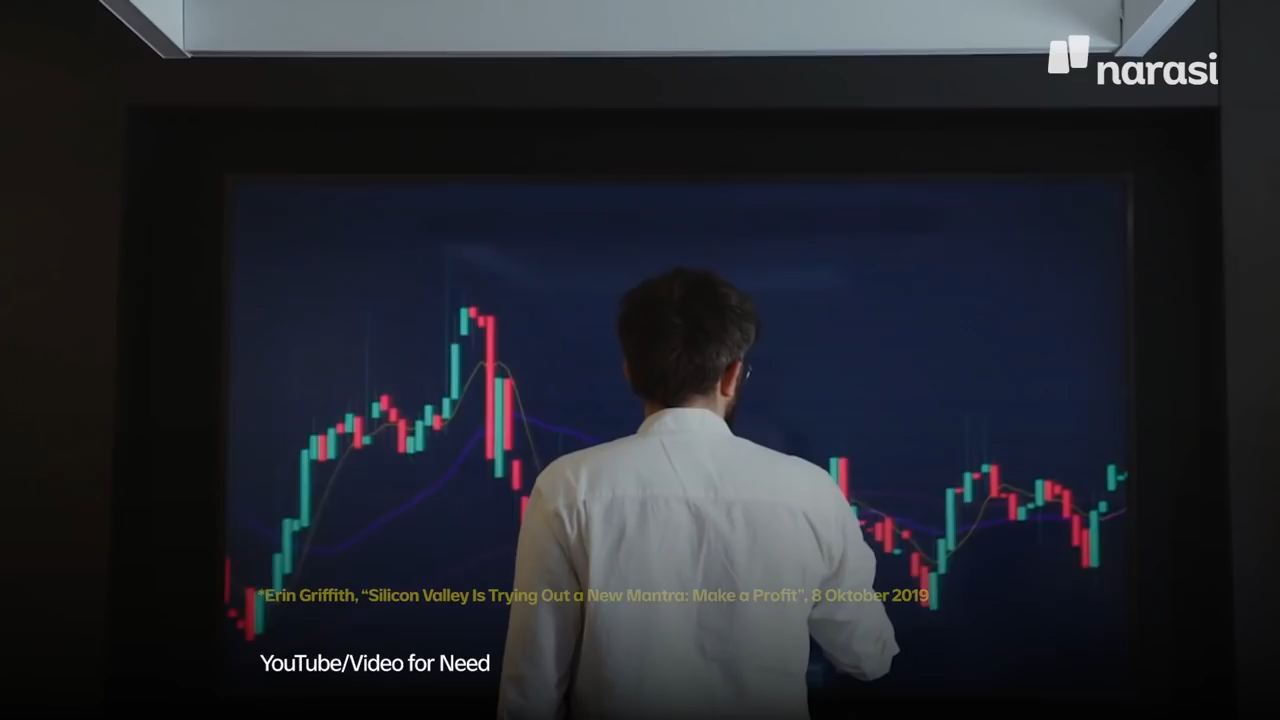 narasi
*Erin Griffith, “Silicon Valley Is Trying Out a New Mantra: Make a Profit”, 8 Oktober 2019
YouTube/Video for Need